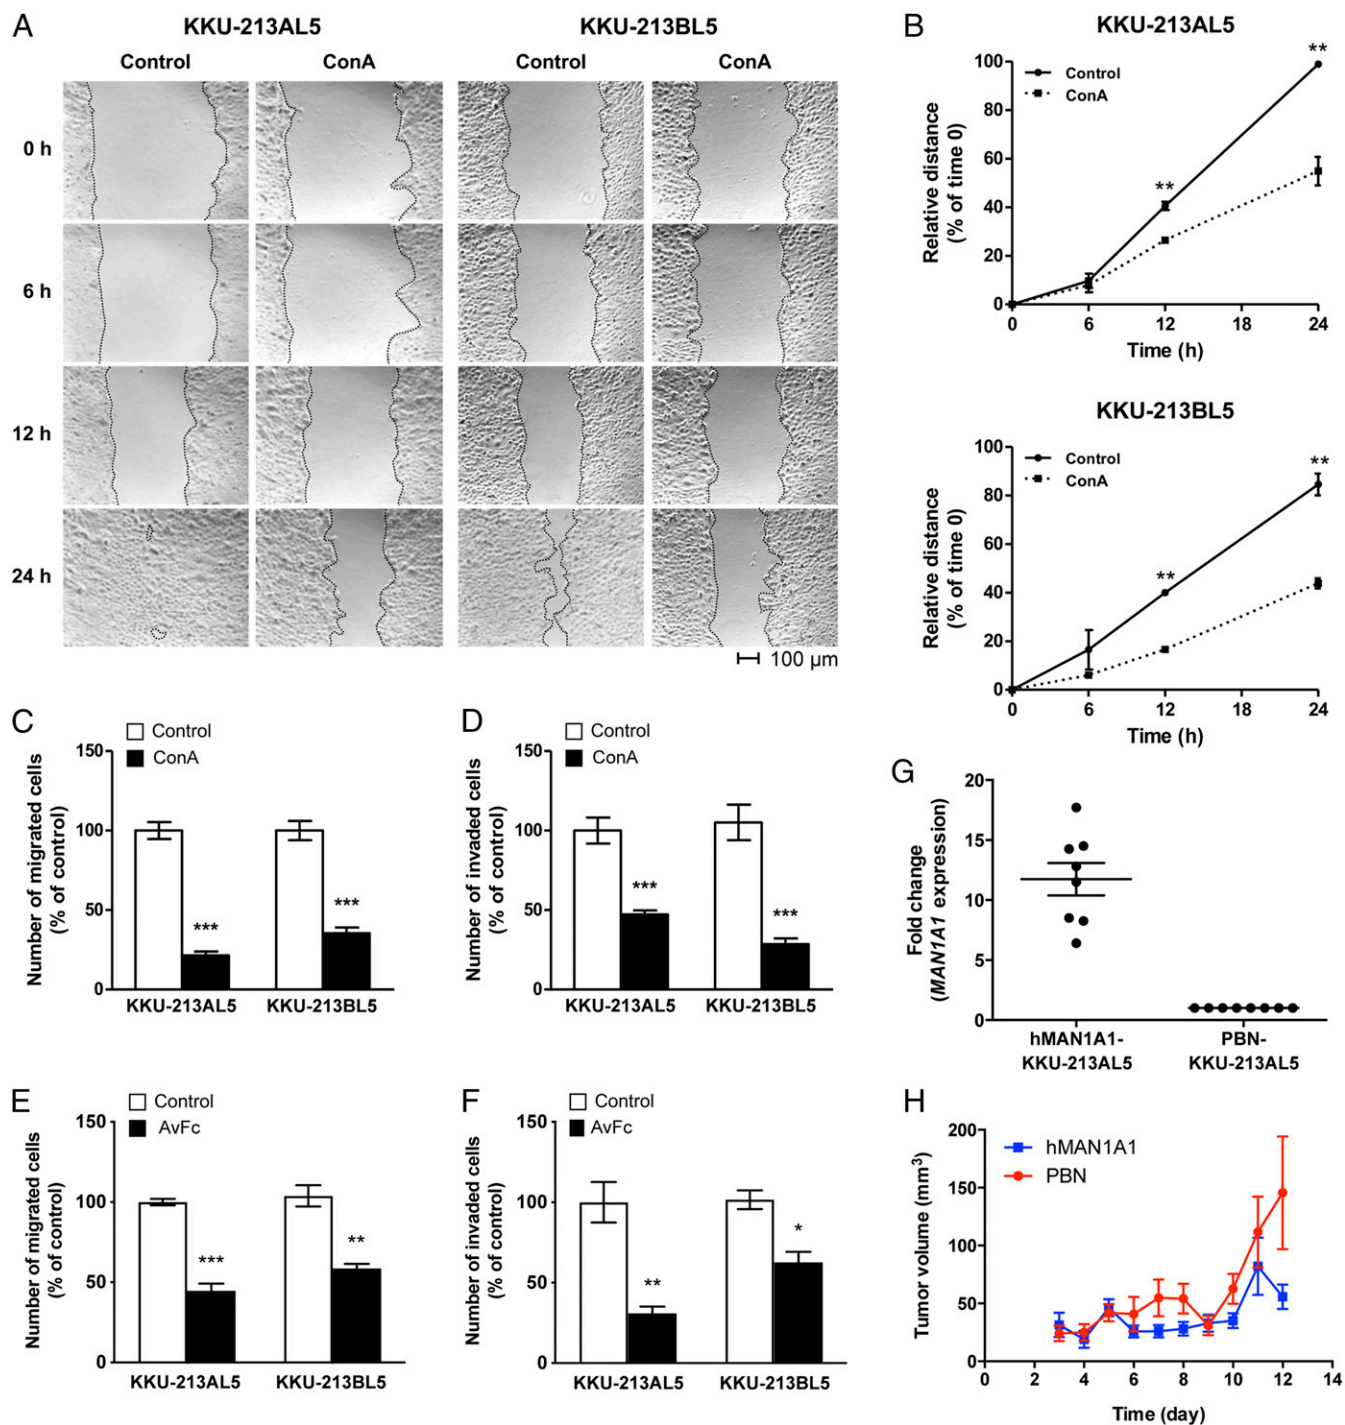 A
KKU-213AL5
KKU-213BL5
Control
ConA
Control
ConA
0 h
6 h
12 h
24 h
100 µm
B
KKU-213AL5
Relative distance
(% of time 0)
100
80
60
40
20
0
Control
ConA
**
**
0 6 12 18 24
Time (h)
KKU-213BL5
Relative distance
(% of time 0)
100
80
60
40
20
0
Control
ConA
**
**
0 6 12 18 24
Time (h)
C
Control
ConA
Number of migrated cells
(% of control)
150
100
50
0
***
***
KKU-213AL5 KKU-213BL5
D
Control
ConA
Number of invaded cells
(% of control)
150
100
50
0
***
***
KKU-213AL5 KKU-213BL5
G
Fold change
(MAN1A1 expression)
20
15
10
5
0
hMAN1A1-
KKU-213AL5
PBN-
KKU-213AL5
E
Control
AvFc
Number of migrated cells
(% of control)
150
100
50
0
***
**
KKU-213AL5 KKU-213BL5
F
Control
AvFc
Number of invaded cells
(% of control)
150
100
50
0
**
*
KKU-213AL5 KKU-213BL5
H
hMAN1A1
PBN
Tumor volume (mm³)
200
150
100
50
0
0 2 4 6 8 10 12 14
Time (day)